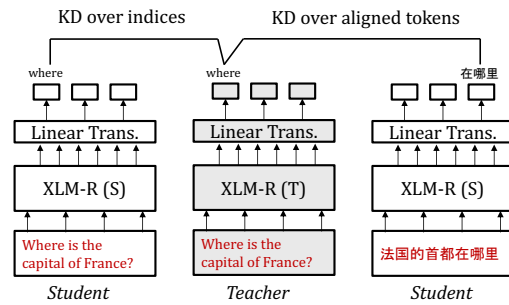 KD over indices
KD over aligned tokens
where
where
在哪里
Linear Trans.
Linear Trans.
Linear Trans.
XLM-R (S)
XLM-R (T)
XLM-R (S)
Where is the
capital of France?
Where is the
capital of France?
法国的首都在哪里
Student
Teacher
Student